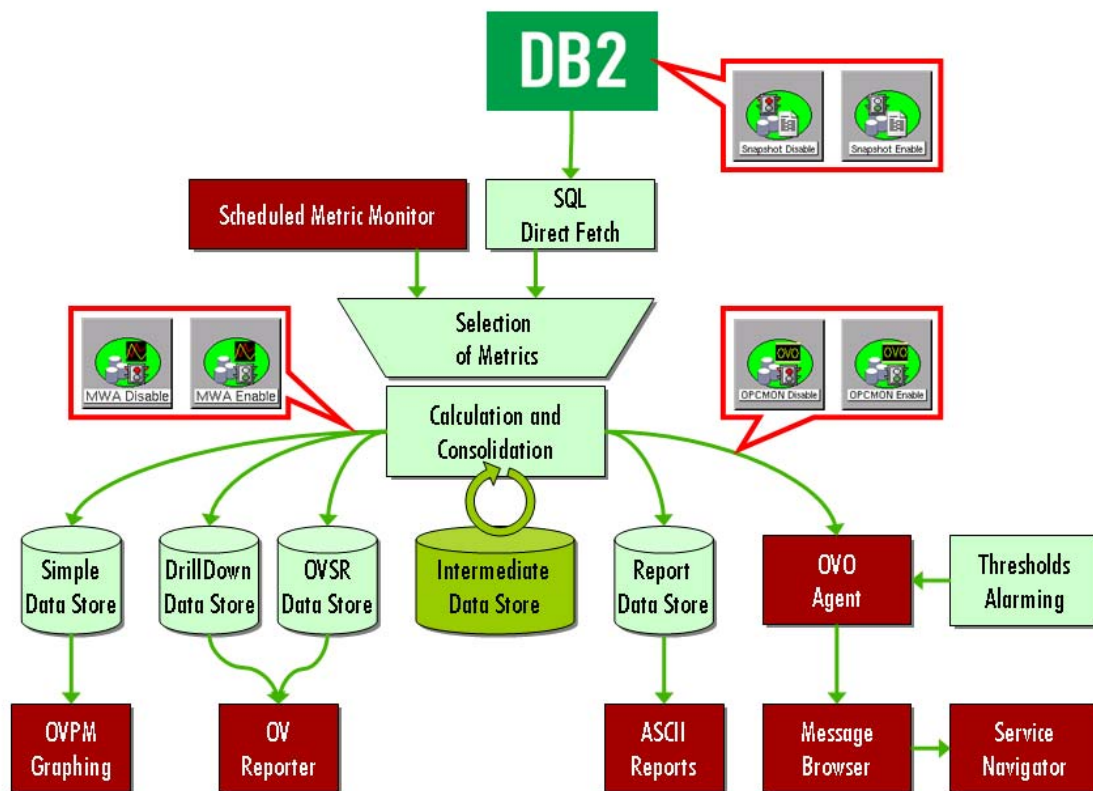 DB2
Snapshot Disable
Snapshot Enable
Scheduled Metric Monitor
SQL
Direct Fetch
Selection
of Metrics
MWA Disable
MWA Enable
OVO
OPCMON Disable
OVO
OPCMON Enable
Calculation and
Consolidation
Simple
Data Store
DrillDown
Data Store
OVSR
Data Store
Intermediate
Data Store
Report
Data Store
OVO
Agent
Thresholds
Alarming
OVPM
Graphing
OV
Reporter
ASCII
Reports
Message
Browser
Service
Navigator